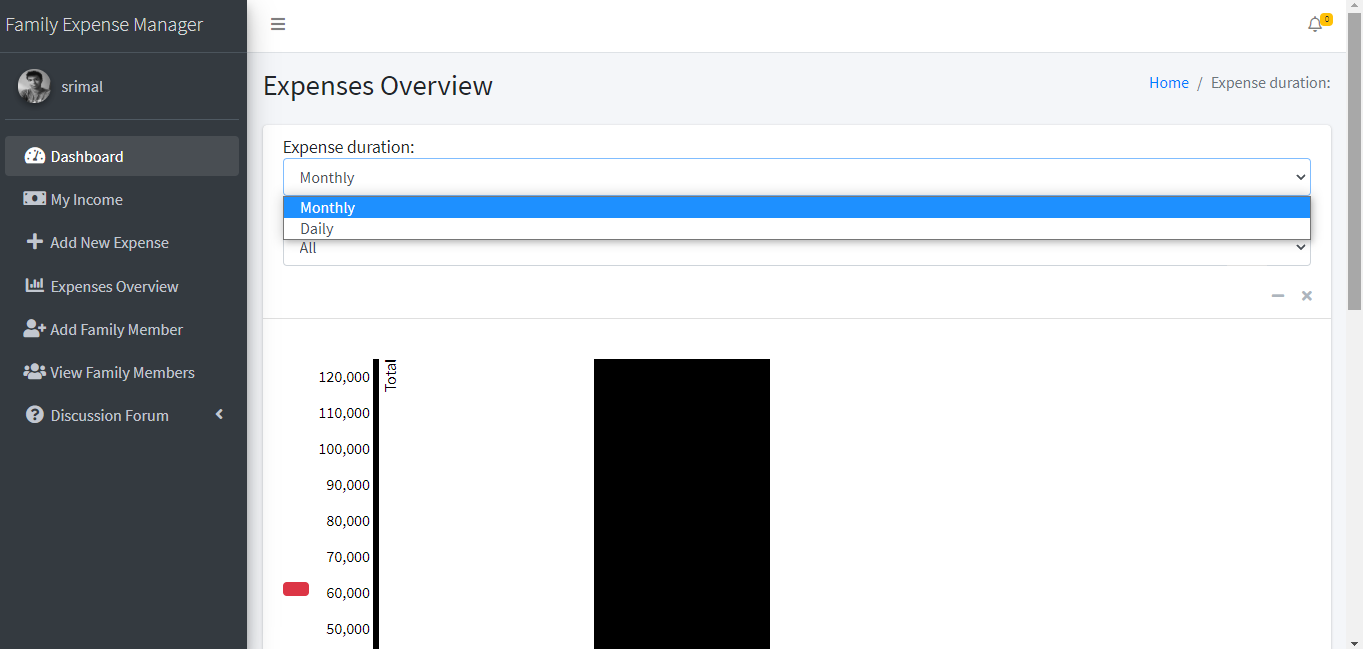 Family Expense Manager
0
srimal
Expenses Overview
Home / Expense duration:
Dashboard
My Income
Add New Expense
Expenses Overview
Add Family Member
View Family Members
Discussion Forum
Expense duration:
Monthly
Monthly
Daily
All
Total
120,000
110,000
100,000
90,000
80,000
70,000
60,000
50,000